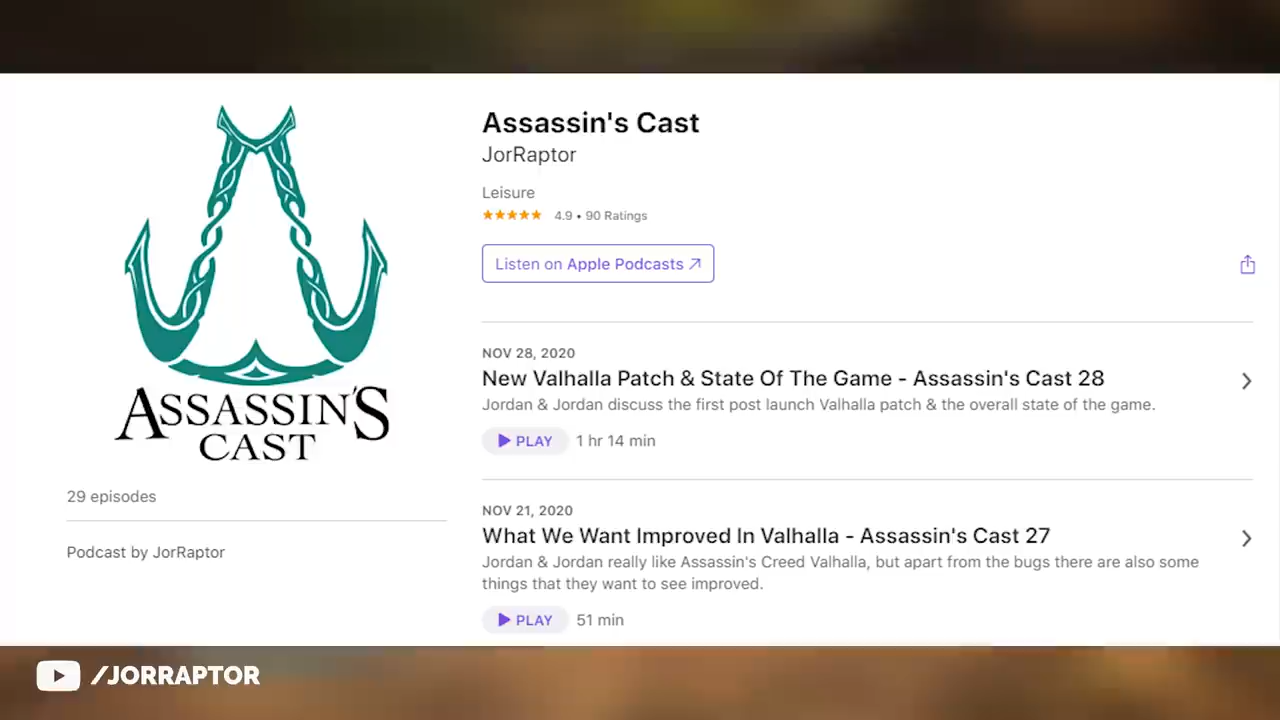 ASSASSIN'S
CAST
29 episodes
Podcast by JorRaptor
Assassin's Cast
JorRaptor
Leisure
4.9 • 90 Ratings
Listen on Apple Podcasts
NOV 28, 2020
New Valhalla Patch & State Of The Game - Assassin's Cast 28
Jordan & Jordan discuss the first post launch Valhalla patch & the overall state of the game.
PLAY 1 hr 14 min
NOV 21, 2020
What We Want Improved In Valhalla - Assassin's Cast 27
Jordan & Jordan really like Assassin's Creed Valhalla, but apart from the bugs there are also some
things that they want to see improved.
PLAY 51 min
/JORRAPTOR